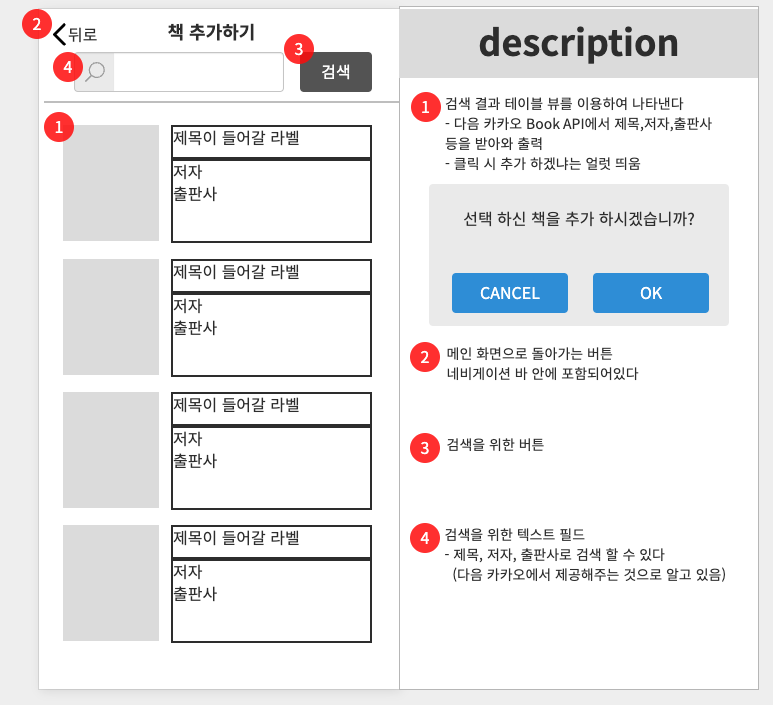 2
뒤로
책 추가하기
3
4
검색
1
제목이 들어갈 라벨
저자
출판사
제목이 들어갈 라벨
저자
출판사
제목이 들어갈 라벨
저자
출판사
제목이 들어갈 라벨
저자
출판사
description
1
검색 결과 테이블 뷰를 이용하여 나타낸다
- 다음 카카오 Book API에서 제목,저자,출판사
등을 받아와 출력
- 클릭 시 추가 하겠냐는 얼럿 띄움
선택 하신 책을 추가 하시겠습니까?
CANCEL
OK
2
메인 화면으로 돌아가는 버튼
네비게이션 바 안에 포함되어있다
3
검색을 위한 버튼
4
검색을 위한 텍스트 필드
- 제목, 저자, 출판사로 검색 할 수 있다
(다음 카카오에서 제공해주는 것으로 알고 있음)